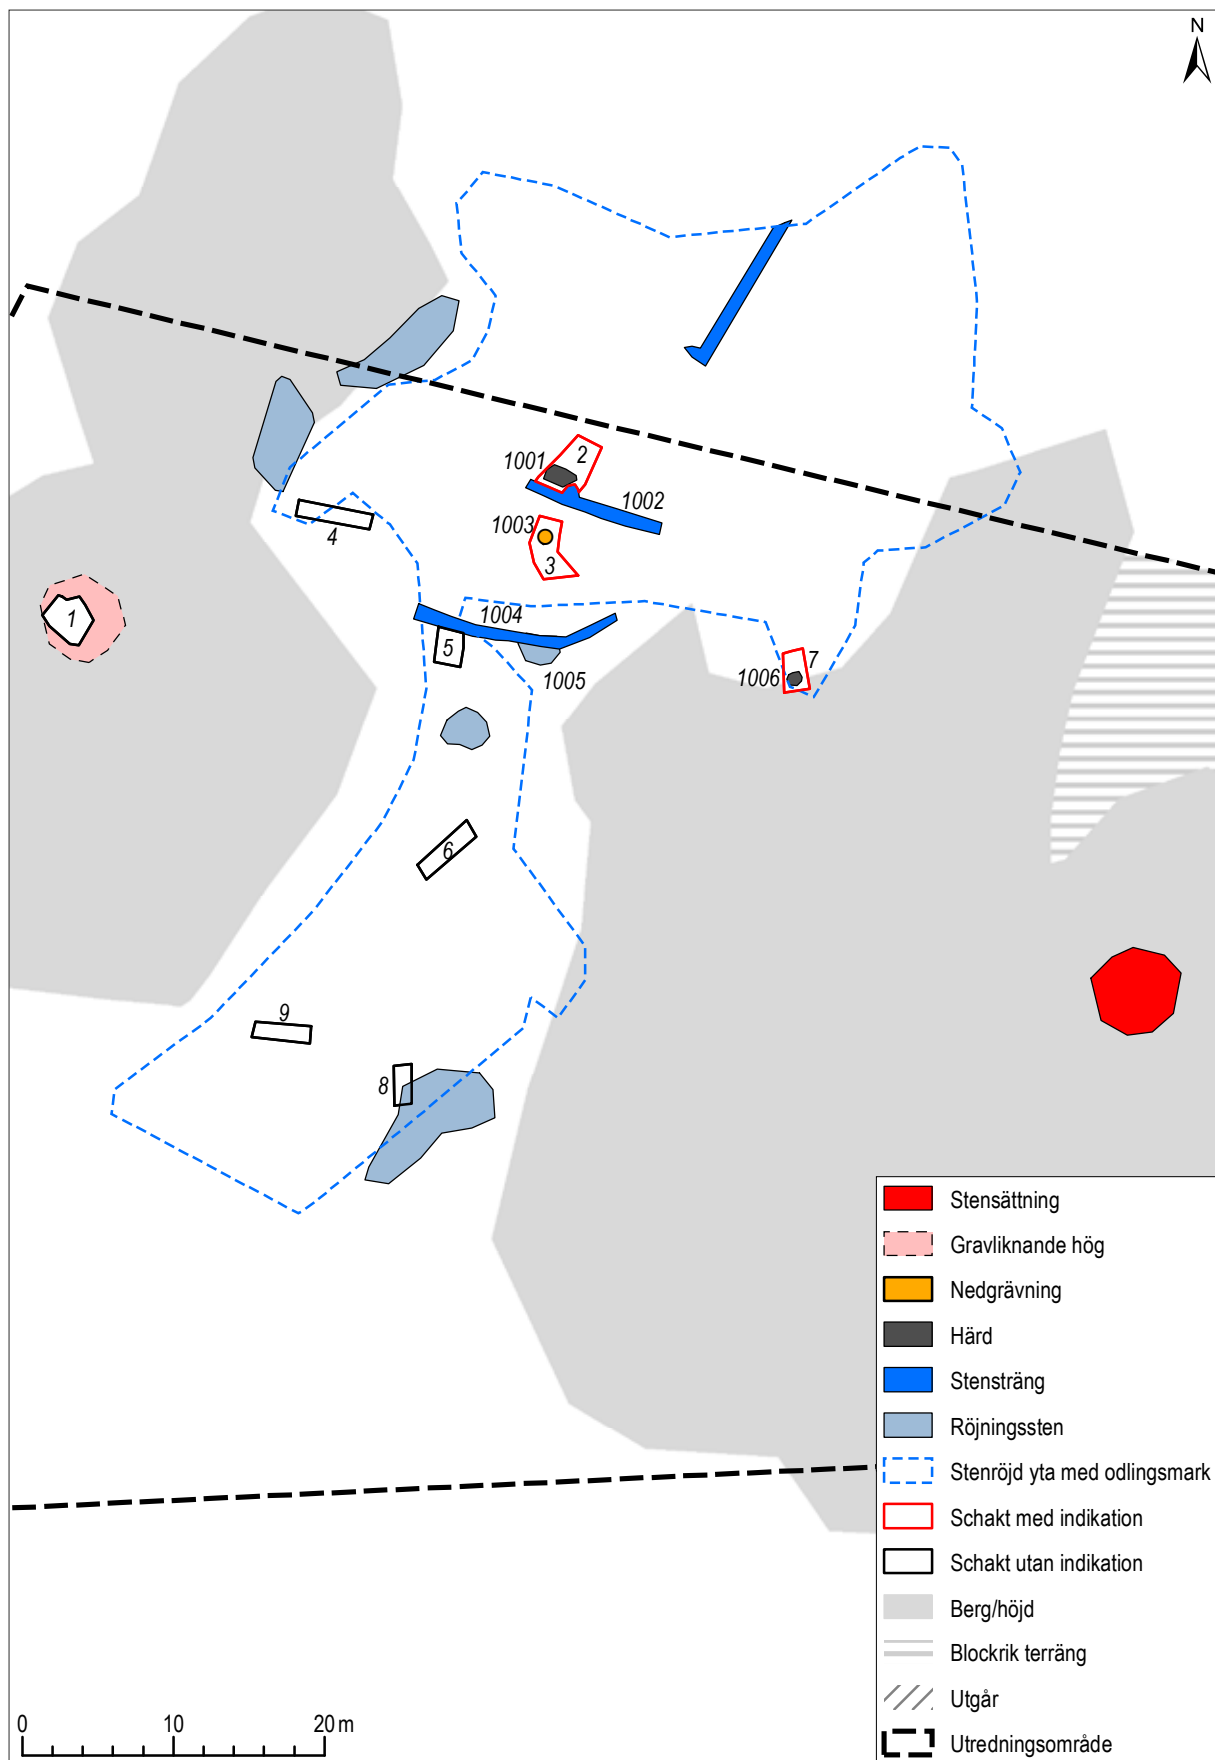 N
1001
2
1002
1003
3
4
1
1004
5
1005
7
1006
6
9
8
Stensättning
Gravliknande hög
Nedgrävning
Härd
Stensträng
Röjningssten
Stenröjd yta med odlingsmark
Schakt med indikation
Schakt utan indikation
Berg/höjd
Blockrik terräng
Utgår
Utredningsområde
0 10 20 m